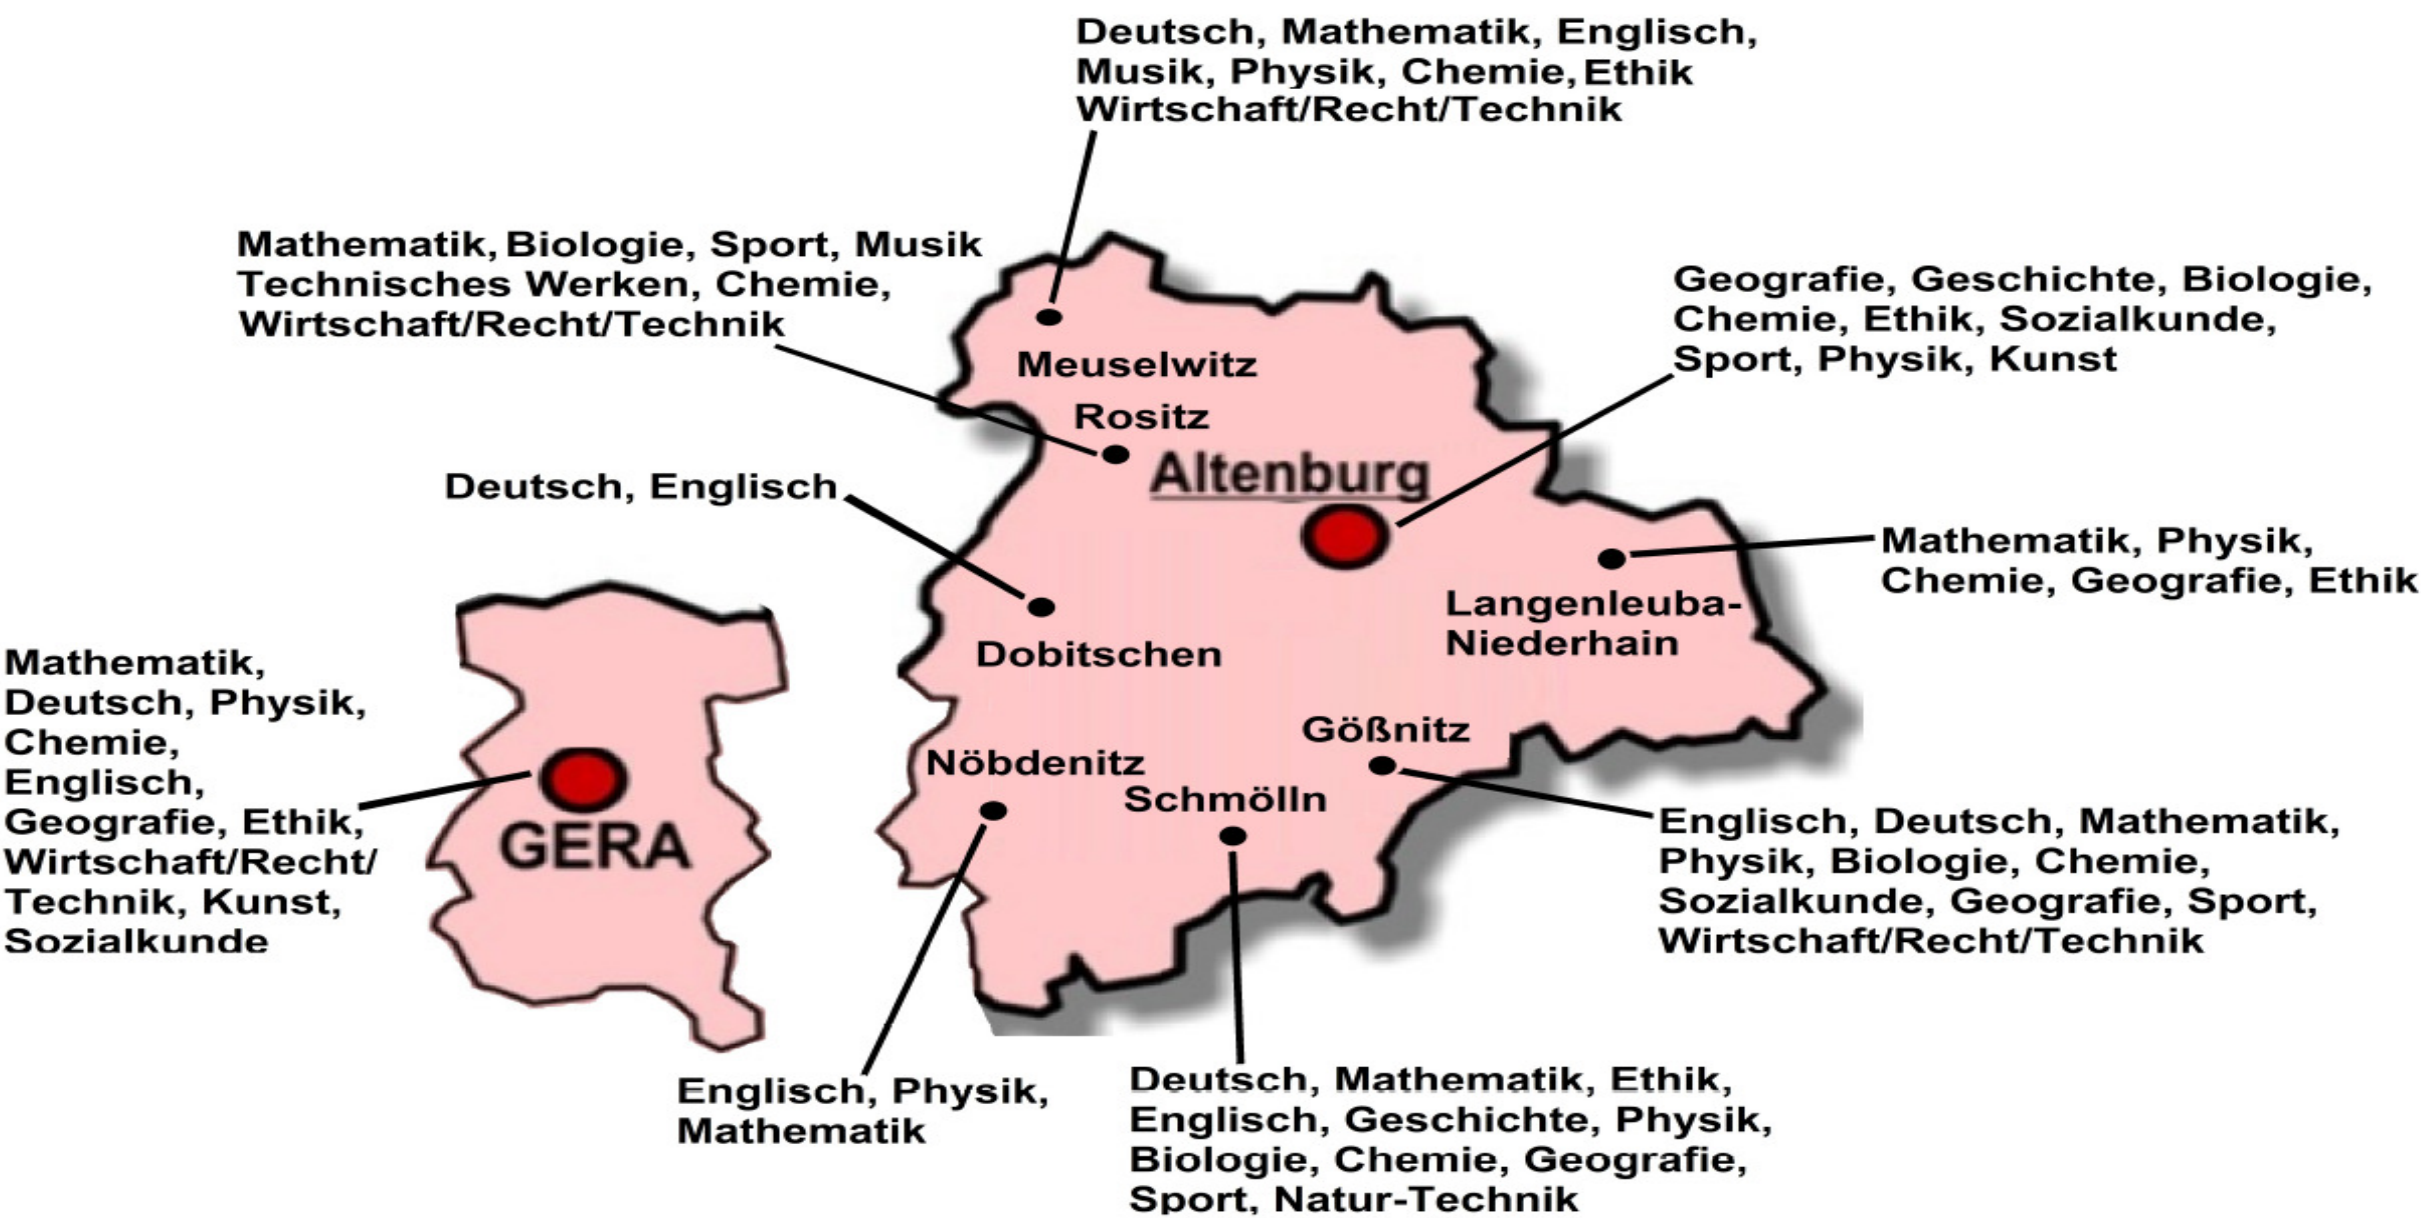 Deutsch, Mathematik, Englisch,
Musik, Physik, Chemie, Ethik
Wirtschaft/Recht/Technik
Mathematik, Biologie, Sport, Musik
Technisches Werken, Chemie,
Wirtschaft/Recht/Technik
Geografie, Geschichte, Biologie,
Chemie, Ethik, Sozialkunde,
Sport, Physik, Kunst
Meuselwitz
Rositz
Altenburg
Deutsch, Englisch
Mathematik, Physik,
Chemie, Geografie, Ethik
Langenleuba-
Niederhain
Dobitschen
Mathematik,
Deutsch, Physik,
Chemie,
Englisch,
Geografie, Ethik,
Wirtschaft/Recht/
Technik, Kunst,
Sozialkunde
GERA
Gößnitz
Nöbdenitz
Schmölln
Englisch, Deutsch, Mathematik,
Physik, Biologie, Chemie,
Sozialkunde, Geografie, Sport,
Wirtschaft/Recht/Technik
Englisch, Physik,
Mathematik
Deutsch, Mathematik, Ethik,
Englisch, Geschichte, Physik,
Biologie, Chemie, Geografie,
Sport, Natur-Technik